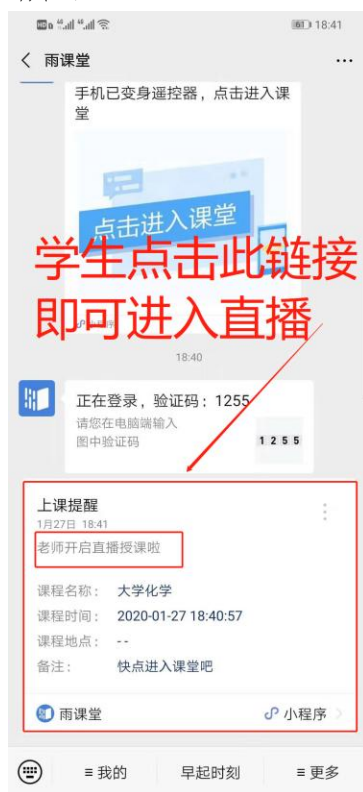 18:41
雨课堂
手机已变身遥控器，点击进入课
堂
点击进入课堂
学生点击此链接
即可进入直播
18:40
正在登录，验证码：1255
请您在电脑端输入
图中验证码
1 2 5 5
上课提醒
1月27日 18:41
老师开启直播授课啦
课程名称： 大学化学
课程时间： 2020-01-27 18:40:57
课程地点： --
备注： 快点进入课堂吧
雨课堂 小程序
≡ 我的 早起时刻 ≡ 更多